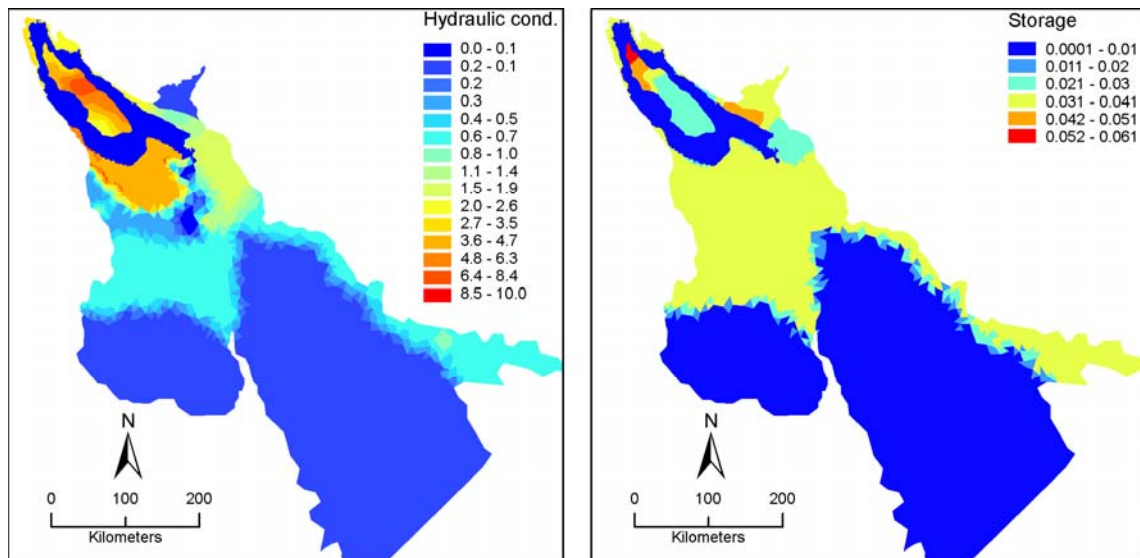 Hydraulic cond.
0.0 - 0.1
0.2 - 0.1
0.2
0.3
0.4 - 0.5
0.6 - 0.7
0.8 - 1.0
1.1 - 1.4
1.5 - 1.9
2.0 - 2.6
2.7 - 3.5
3.6 - 4.7
4.8 - 6.3
6.4 - 8.4
8.5 - 10.0
N
0 100 200
Kilometers
Storage
0.0001 - 0.01
0.011 - 0.02
0.021 - 0.03
0.031 - 0.041
0.042 - 0.051
0.052 - 0.061
N
0 100 200
Kilometers